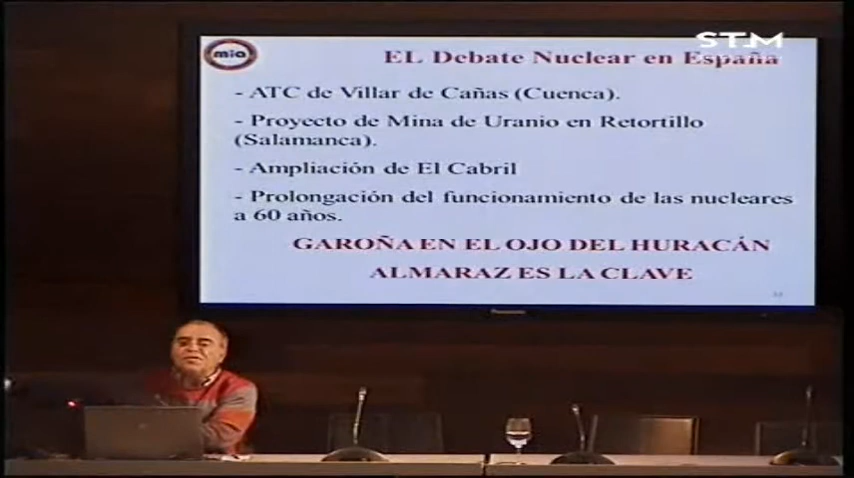 STM
mia
EL Debate Nuclear en España
- ATC de Villar de Cañas (Cuenca).
- Proyecto de Mina de Uranio en Retortillo
(Salamanca).
- Ampliación de El Cabril
- Prolongación del funcionamiento de las nucleares
a 60 años.
GAROÑA EN EL OJO DEL HURACÁN
ALMARAZ ES LA CLAVE
Panasonic